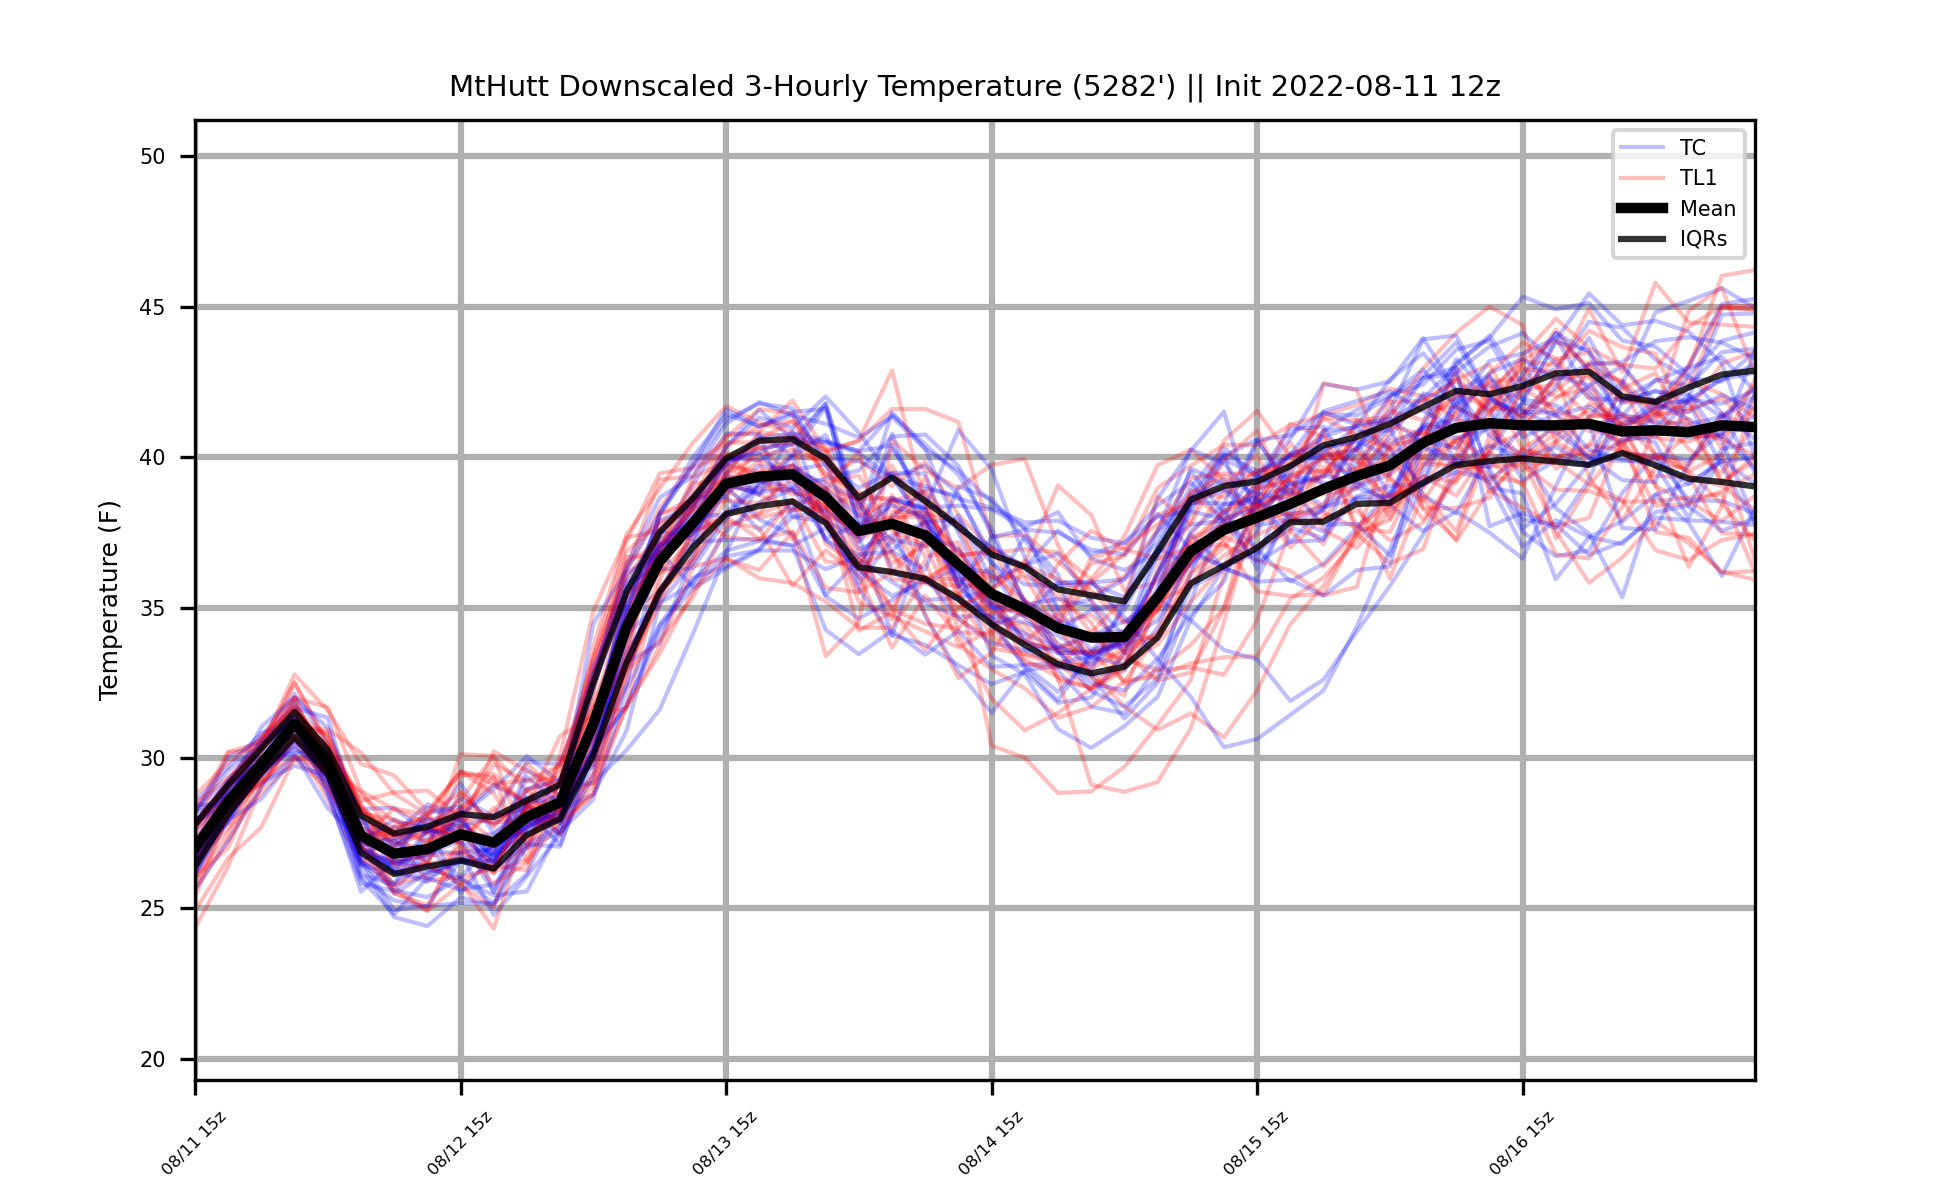 MtHutt Downscaled 3-Hourly Temperature (5282') || Init 2022-08-11 12z
TC
TL1
Mean
IQRs
Temperature (F)
50
45
40
35
30
25
20
08/11 15z
08/12 15z
08/13 15z
08/14 15z
08/15 15z
08/16 15z